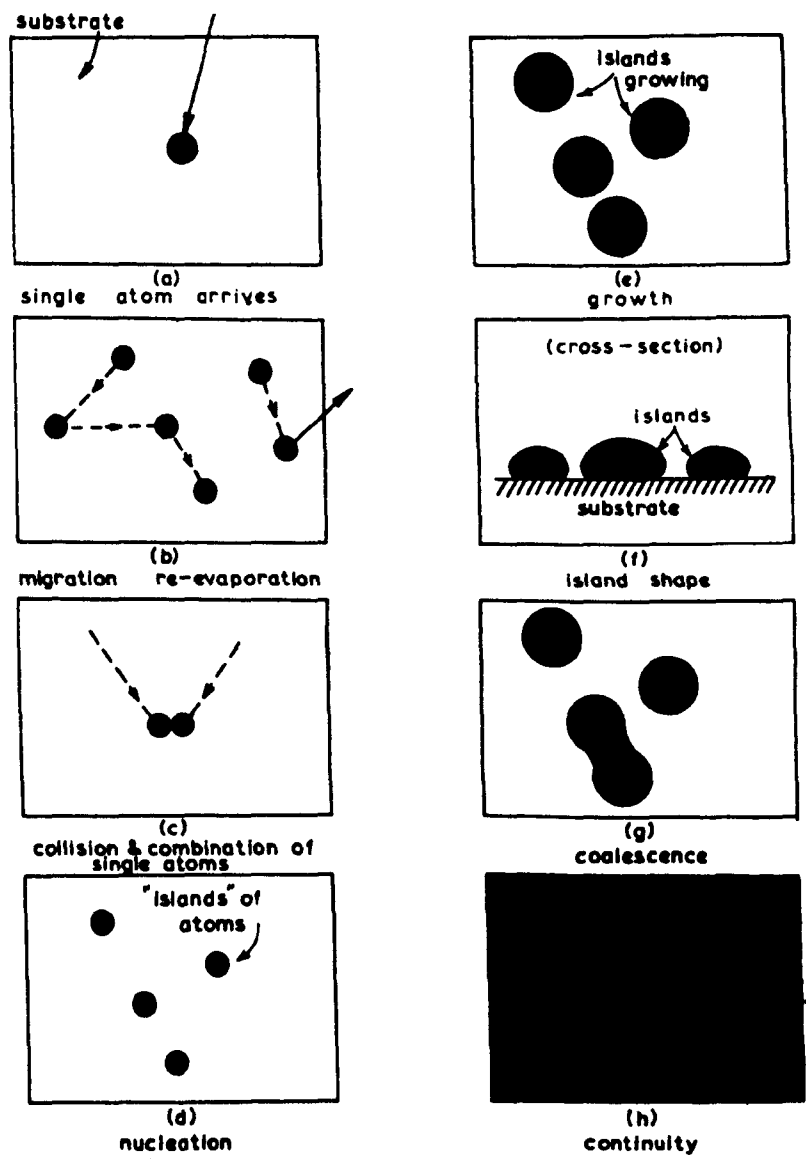 substrate
(a)
single atom arrives
(b)
migration re-evaporation
(c)
collision & combination of
single atoms
"islands" of
atoms
(d)
nucleation
islands
growing
(e)
growth
(cross-section)
islands
substrate
(f)
island shape
(g)
coalescence
(h)
continuity